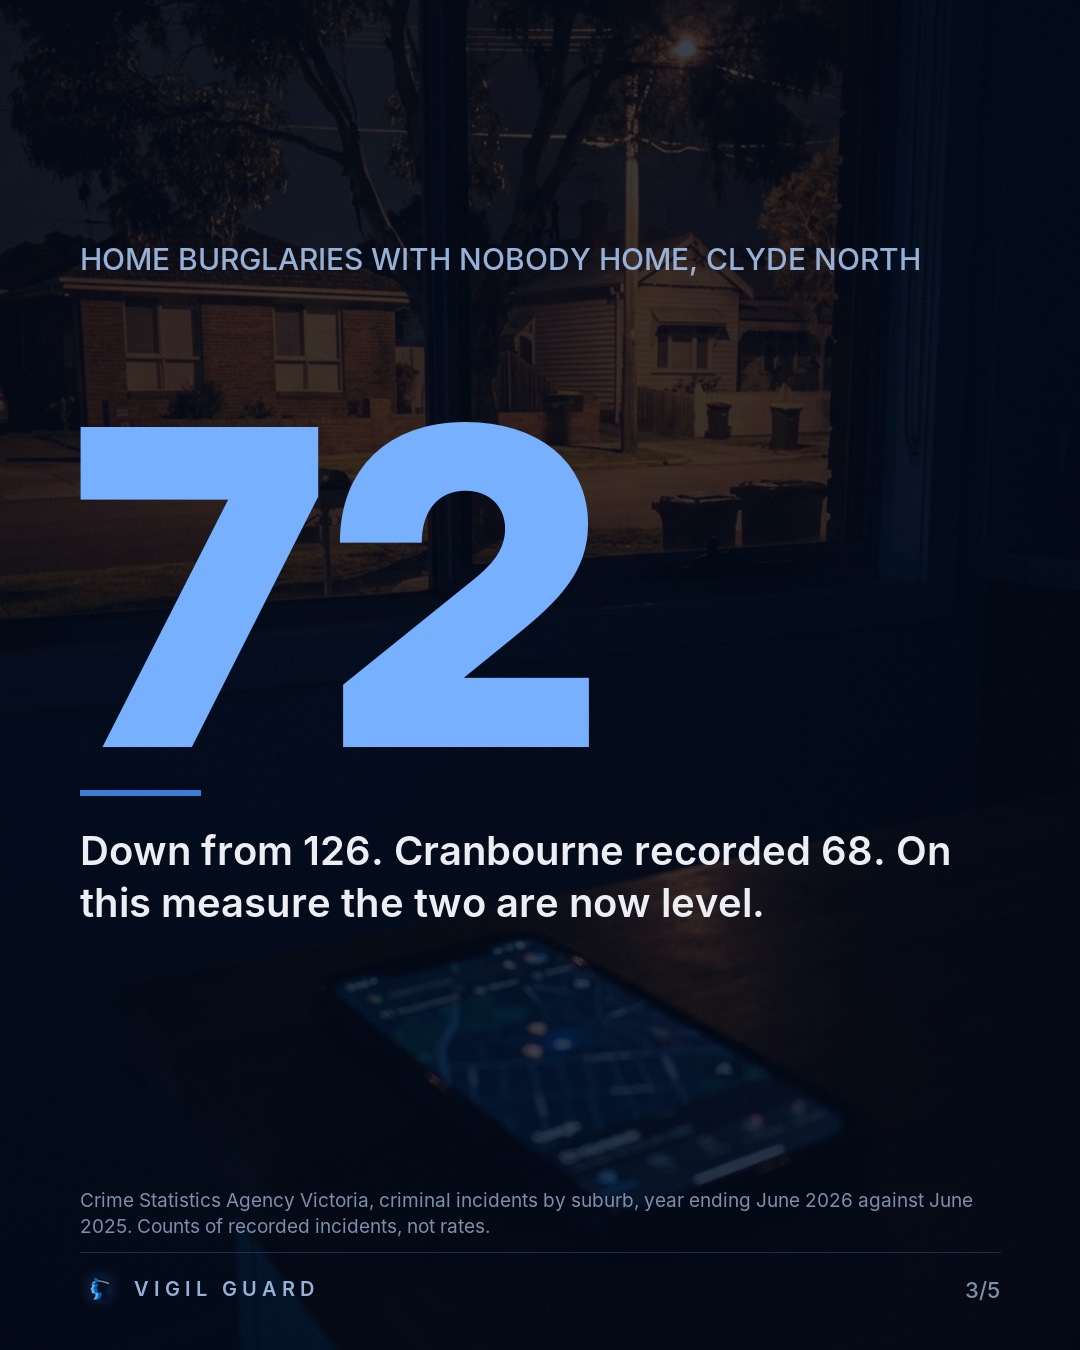 HOME BURGLARIES WITH NOBODY HOME, CLYDE NORTH
72
Down from 126. Cranbourne recorded 68. On
this measure the two are now level.
Crime Statistics Agency Victoria, criminal incidents by suburb, year ending June 2026 against June
2025. Counts of recorded incidents, not rates.
VIGIL GUARD
3/5